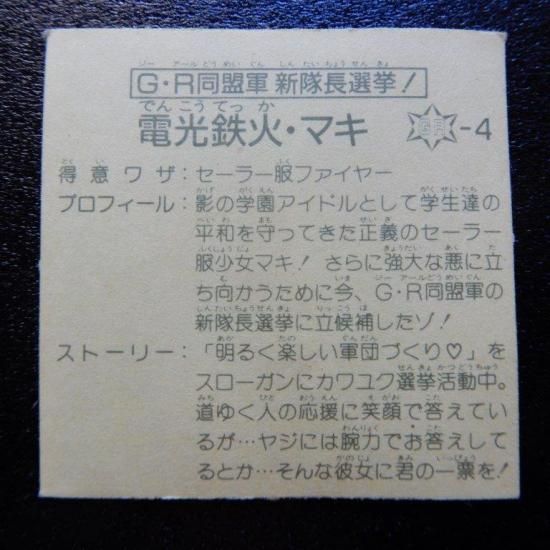 G・R同盟軍 新隊長選挙！
電光鉄火・マキ GR-4
得意ワザ：セーラー服ファイヤー
プロフィール：影の学園アイドルとして学生達の
平和を守ってきた正義のセーラー
服少女マキ！ さらに強大な悪に立
ち向かうために今、G・R同盟軍の
新隊長選挙に立候補したゾ！
ストーリー：「明るく楽しい軍団づくり♡」を
スローガンにカワユク選挙活動中。
道ゆく人の応援に笑顔で答えてい
るが…ヤジには腕力でお答えして
るとか…そんな彼女に君の一票を！